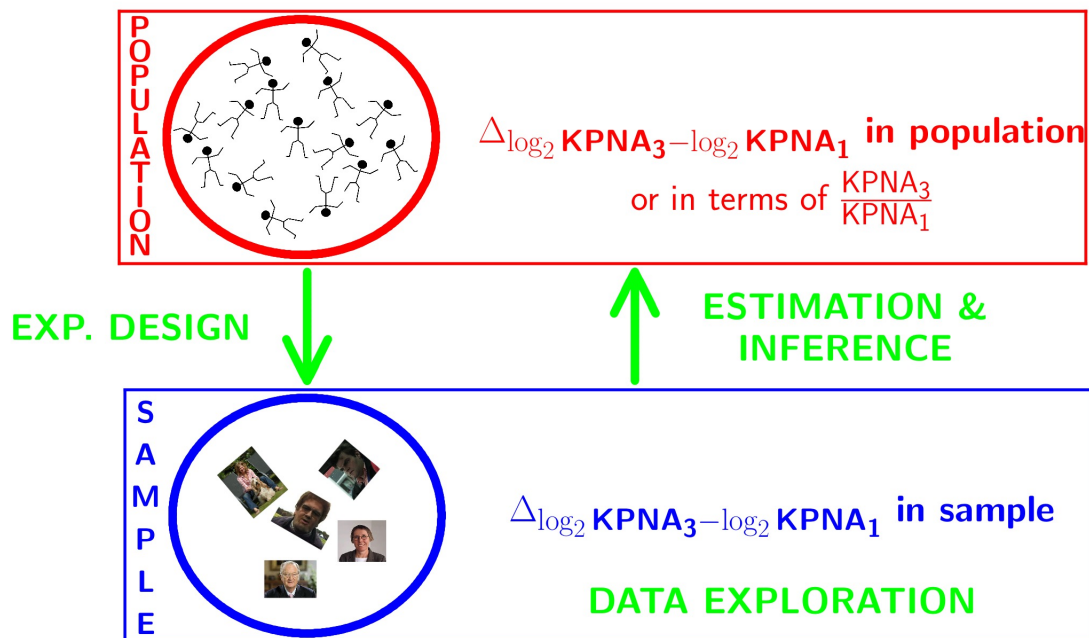 POPULATION
Δlog₂ KPNA₃−log₂ KPNA₁ in population
or in terms of KPNA₃/KPNA₁
EXP. DESIGN
ESTIMATION &
INFERENCE
SAMPLE
Δlog₂ KPNA₃−log₂ KPNA₁ in sample
DATA EXPLORATION